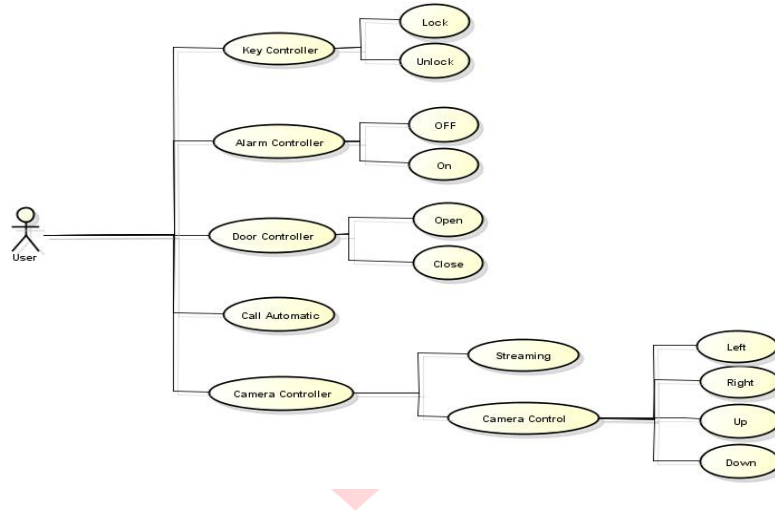 Lock
Key Controller
Unlock
OFF
Alarm Controller
On
Open
Door Controller
User
Close
Call Automatic
Left
Streaming
Right
Camera Controller
Camera Control
Up
Down